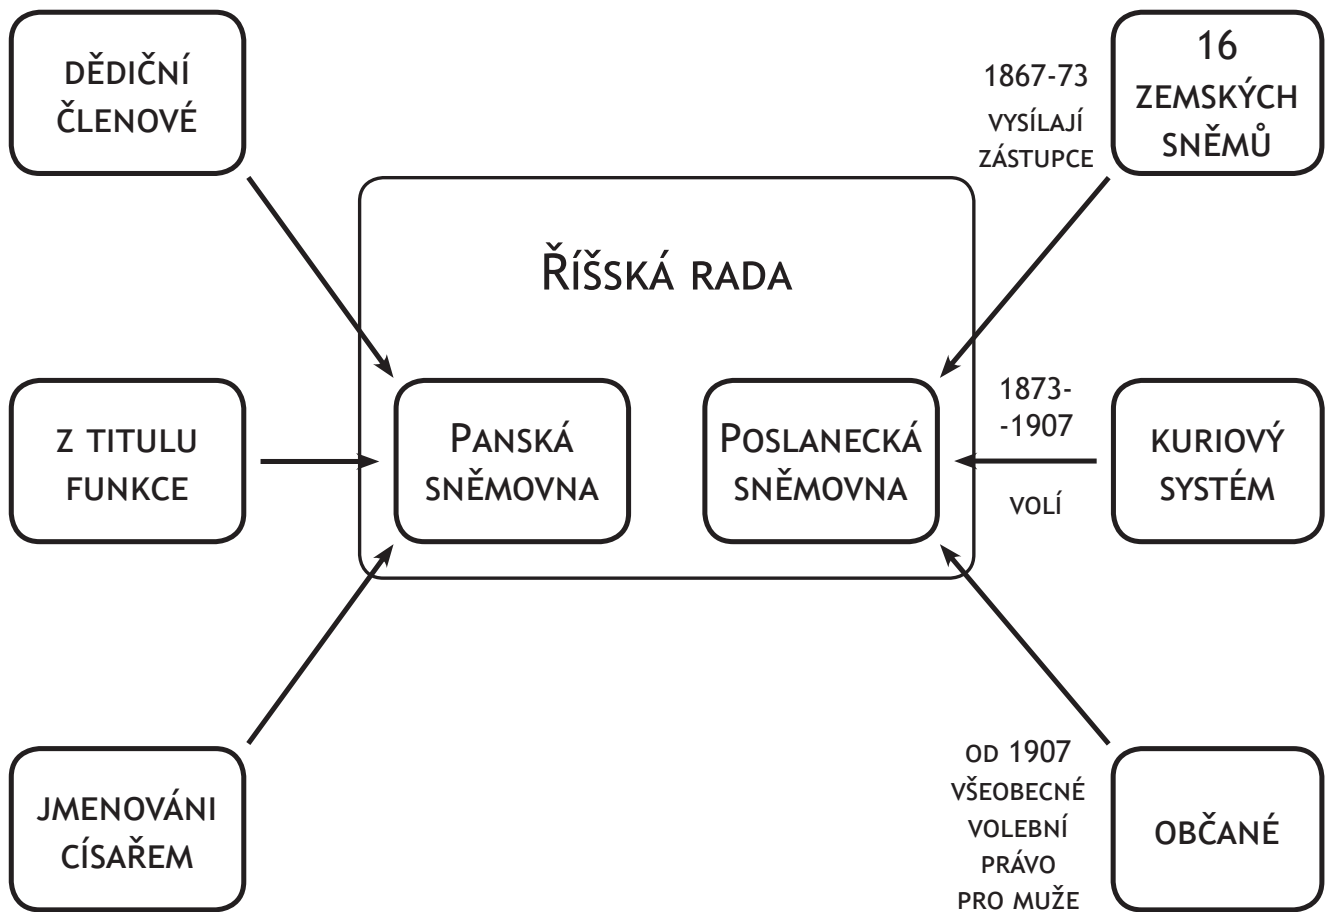 DĚDIČNÍ
ČLENOVÉ
1867-73
VYSÍLAJÍ
ZÁSTUPCE
16
ZEMSKÝCH
SNĚMŮ
ŘÍŠSKÁ RADA
Z TITULU
FUNKCE
PANSKÁ
SNĚMOVNA
POSLANECKÁ
SNĚMOVNA
1873-
-1907
VOLÍ
KURIOVÝ
SYSTÉM
JMENOVÁNI
CÍSAŘEM
OD 1907
VŠEOBECNÉ
VOLEBNÍ
PRÁVO
PRO MUŽE
OBČANÉ